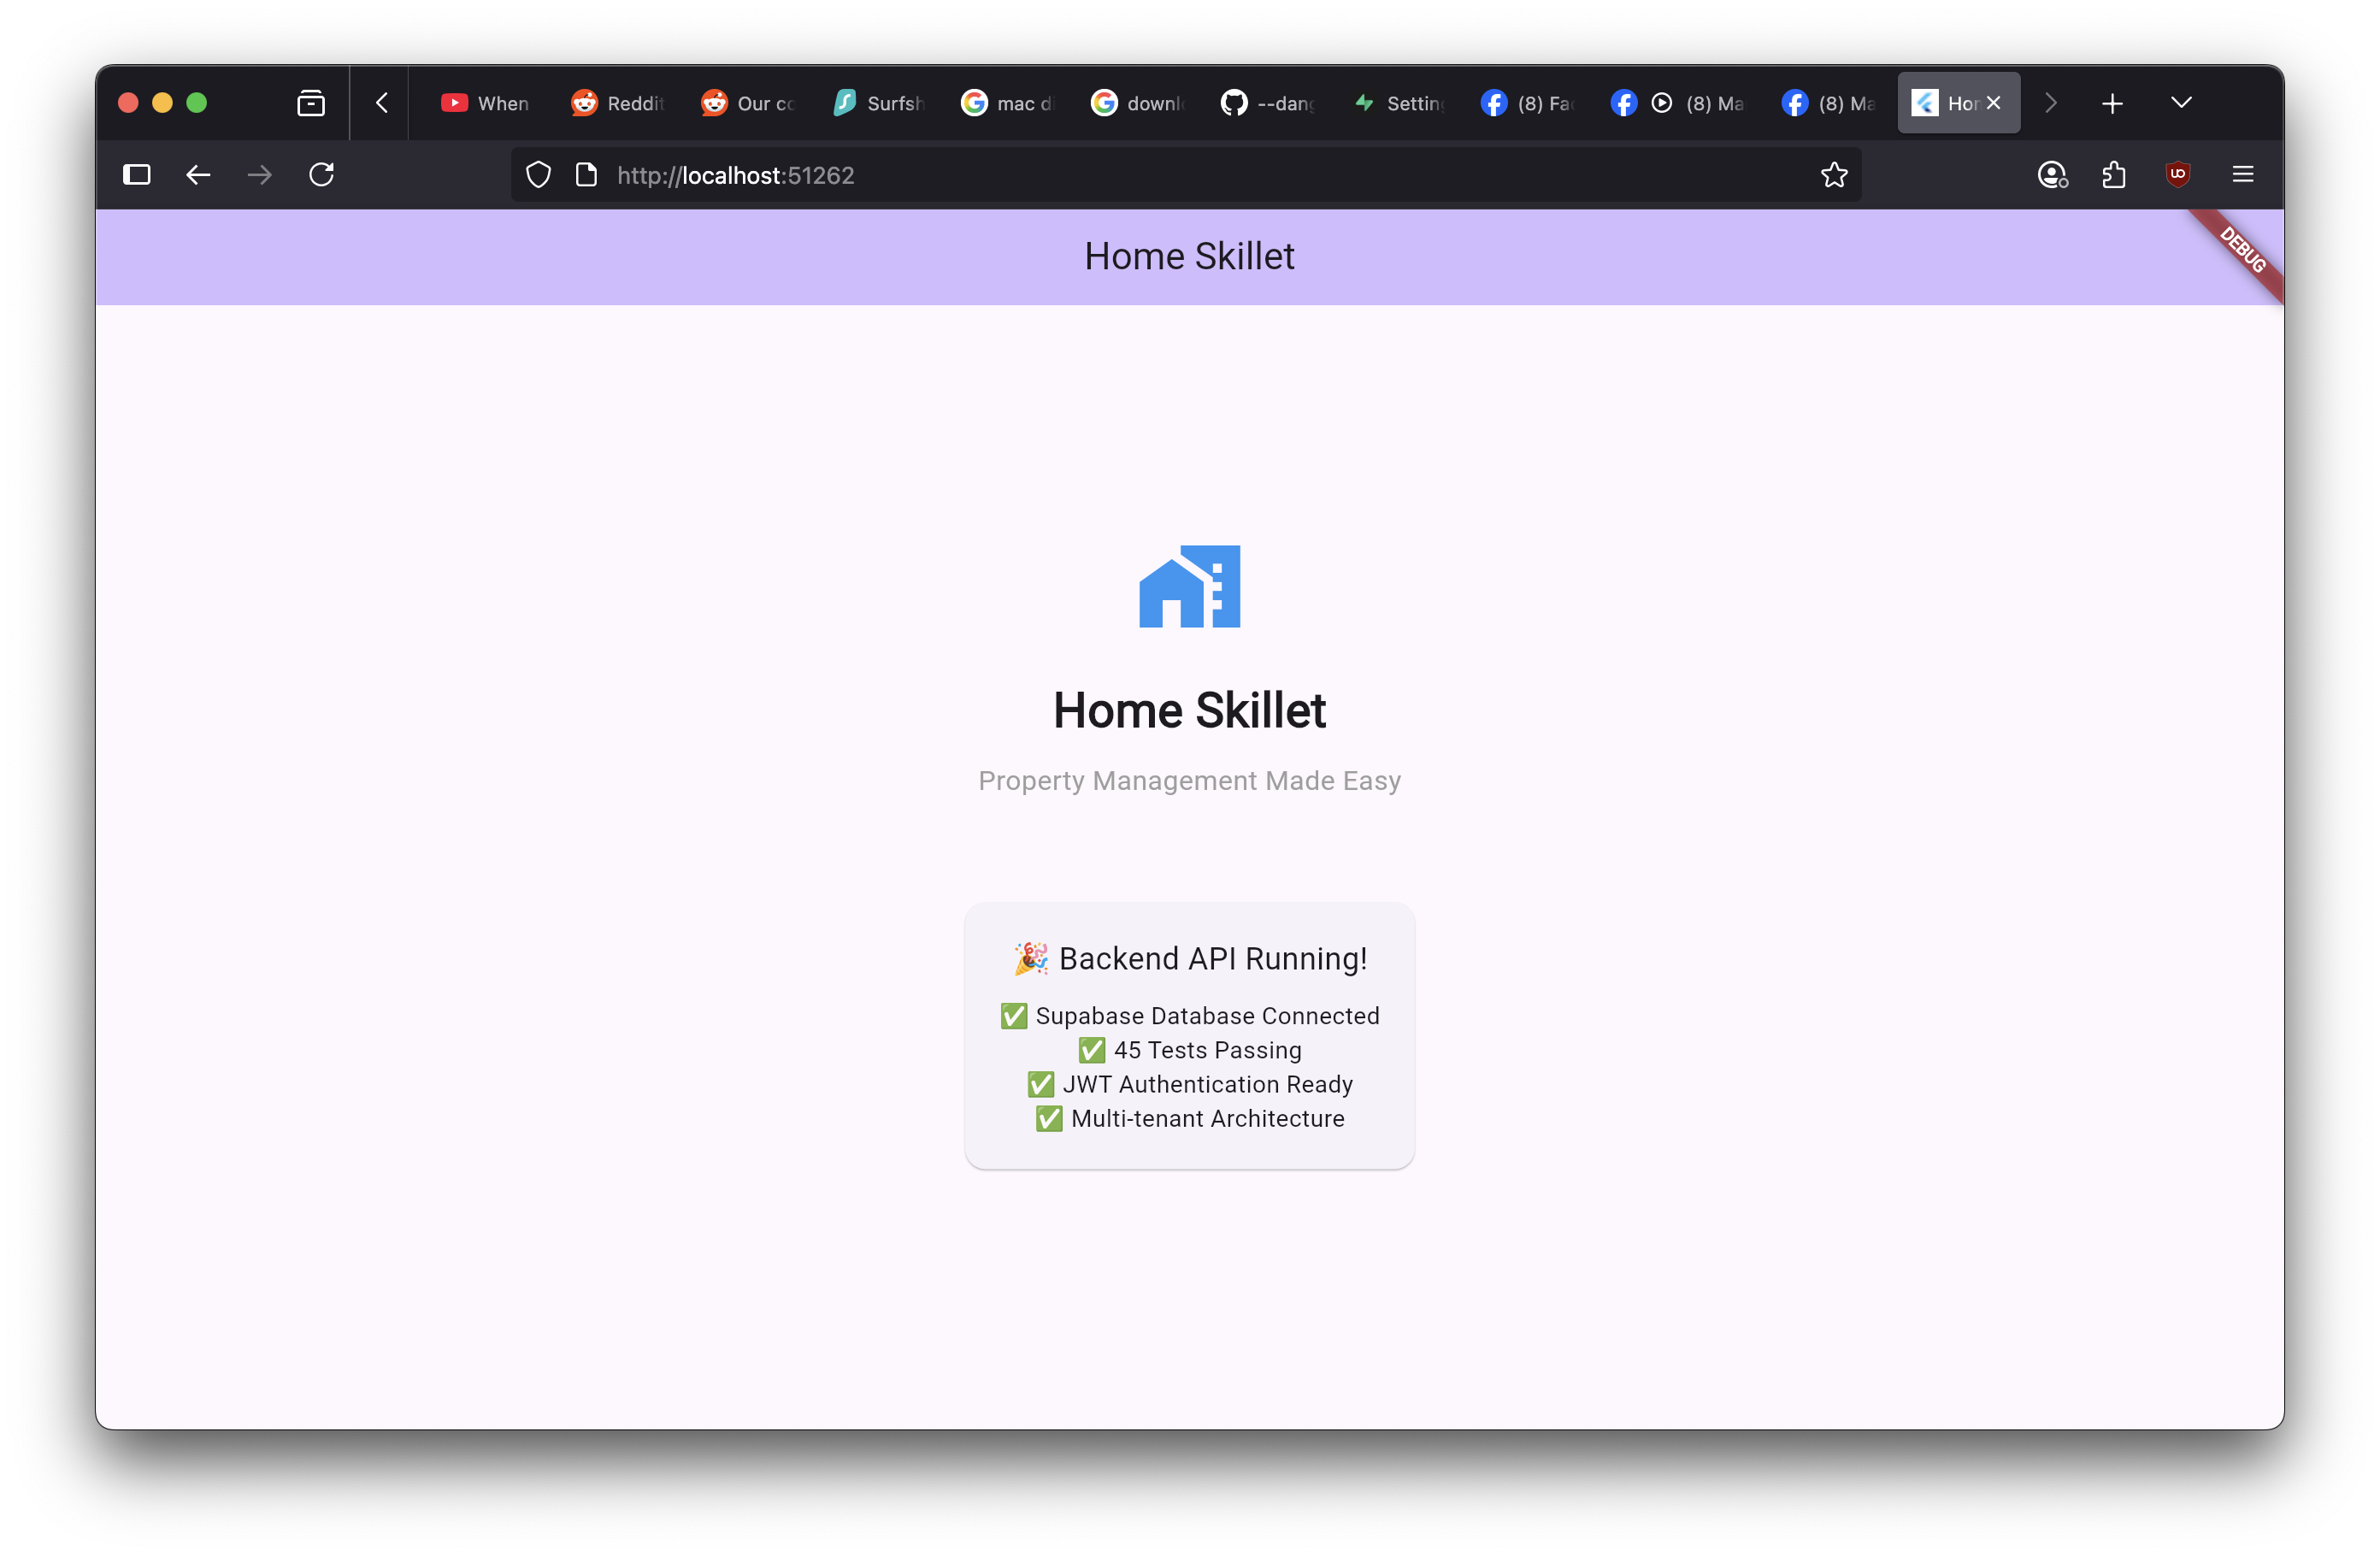 When
Reddit
Our cc
Surfsh
mac di
downl
--dang
Setting
(8) Fac
(8) Ma
(8) Ma
Hor
http://localhost:51262
Home Skillet
DEBUG
Home Skillet
Property Management Made Easy
🎉 Backend API Running!
✅ Supabase Database Connected
✅ 45 Tests Passing
✅ JWT Authentication Ready
✅ Multi-tenant Architecture